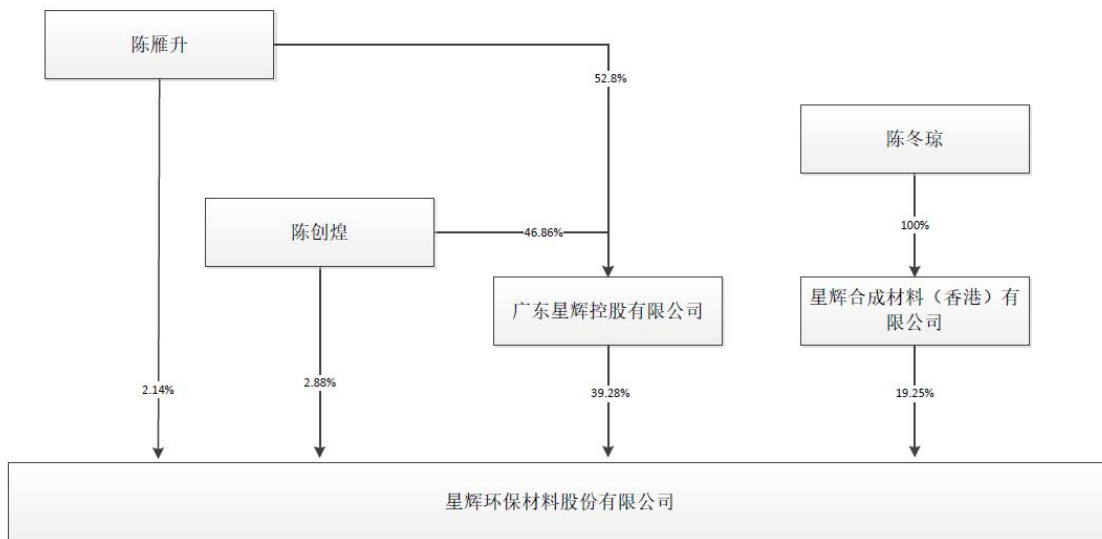 陈雁升
52.8%
陈冬琼
陈创煌
46.86%
100%
广东星辉控股有限公司
星辉合成材料（香港）有
限公司
2.14%
2.88%
39.28%
19.25%
星辉环保材料股份有限公司